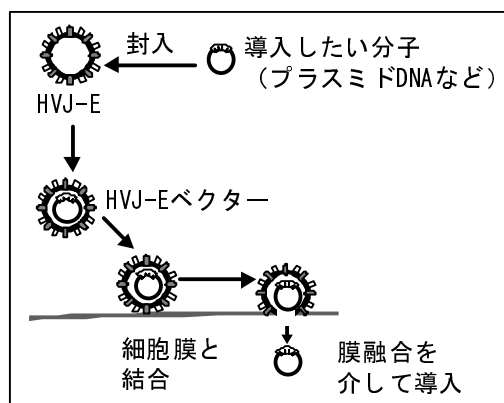 封入
導入したい分子
（プラスミドDNAなど）
HVJ-E
HVJ-Eベクター
細胞膜と
結合
膜融合を
介して導入